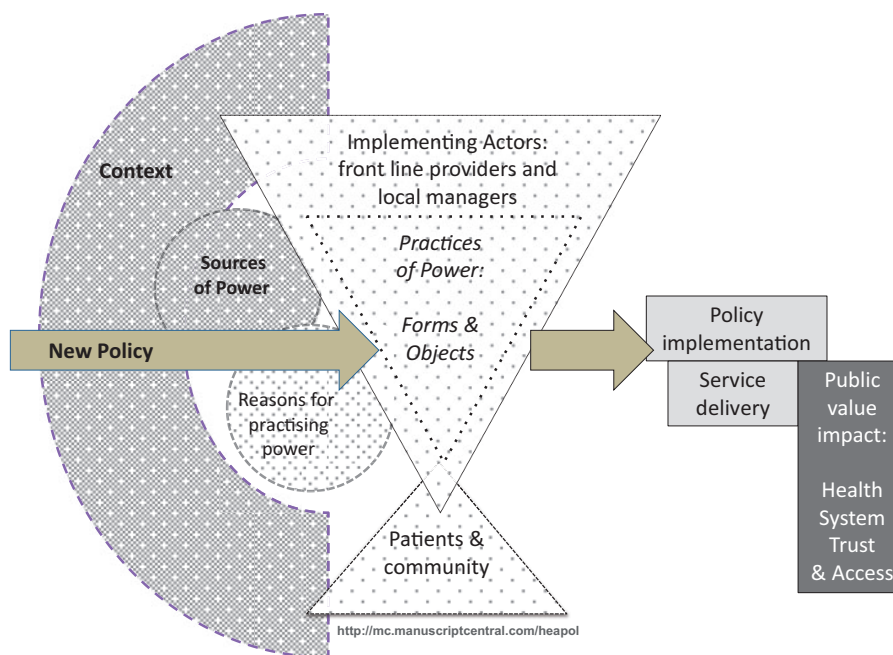 Context
Implementing Actors:
front line providers and
local managers
Sources
of Power
Practices
of Power:
Forms &
Objects
New Policy
Reasons for
practising
power
Patients &
community
Policy
implementation
Service
delivery
Public
value
impact:
Health
System
Trust
& Access
http://mc.manuscriptcentral.com/heapol